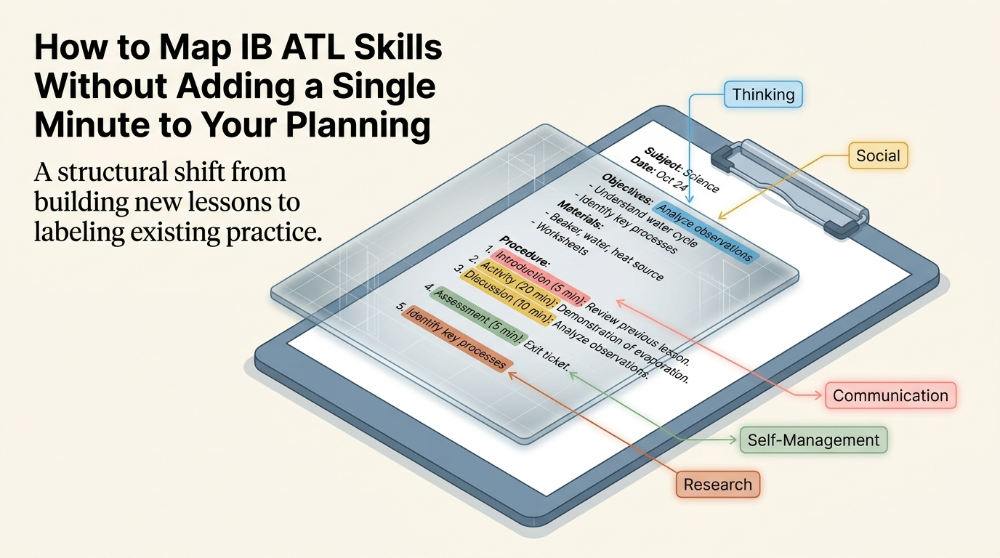 How to Map IB ATL Skills
Without Adding a Single
Minute to Your Planning
A structural shift from
building new lessons to
labeling existing practice.
Thinking
Social
Subject: Science
Date: Oct 24
Objectives: Analyze observations
- Understand water cycle
- Identify key processes
Materials:
- Beaker, water, heat source
- Worksheets
Procedure:
1. Introduction (5 min): Review previous lesson.
2. Activity (20 min): Demonstration of evaporation.
3. Discussion (10 min): Analyze observations.
4. Assessment (5 min): Exit ticket.
5. Identify key processes
Communication
Self-Management
Research